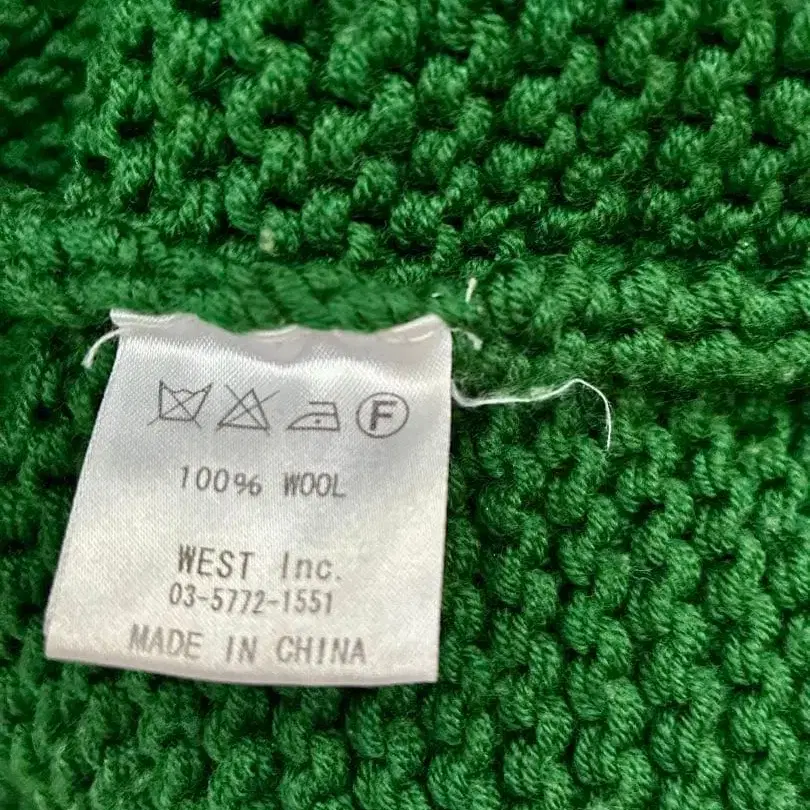 F
100% WOOL
WEST Inc.
03-5772-1551
MADE IN CHINA